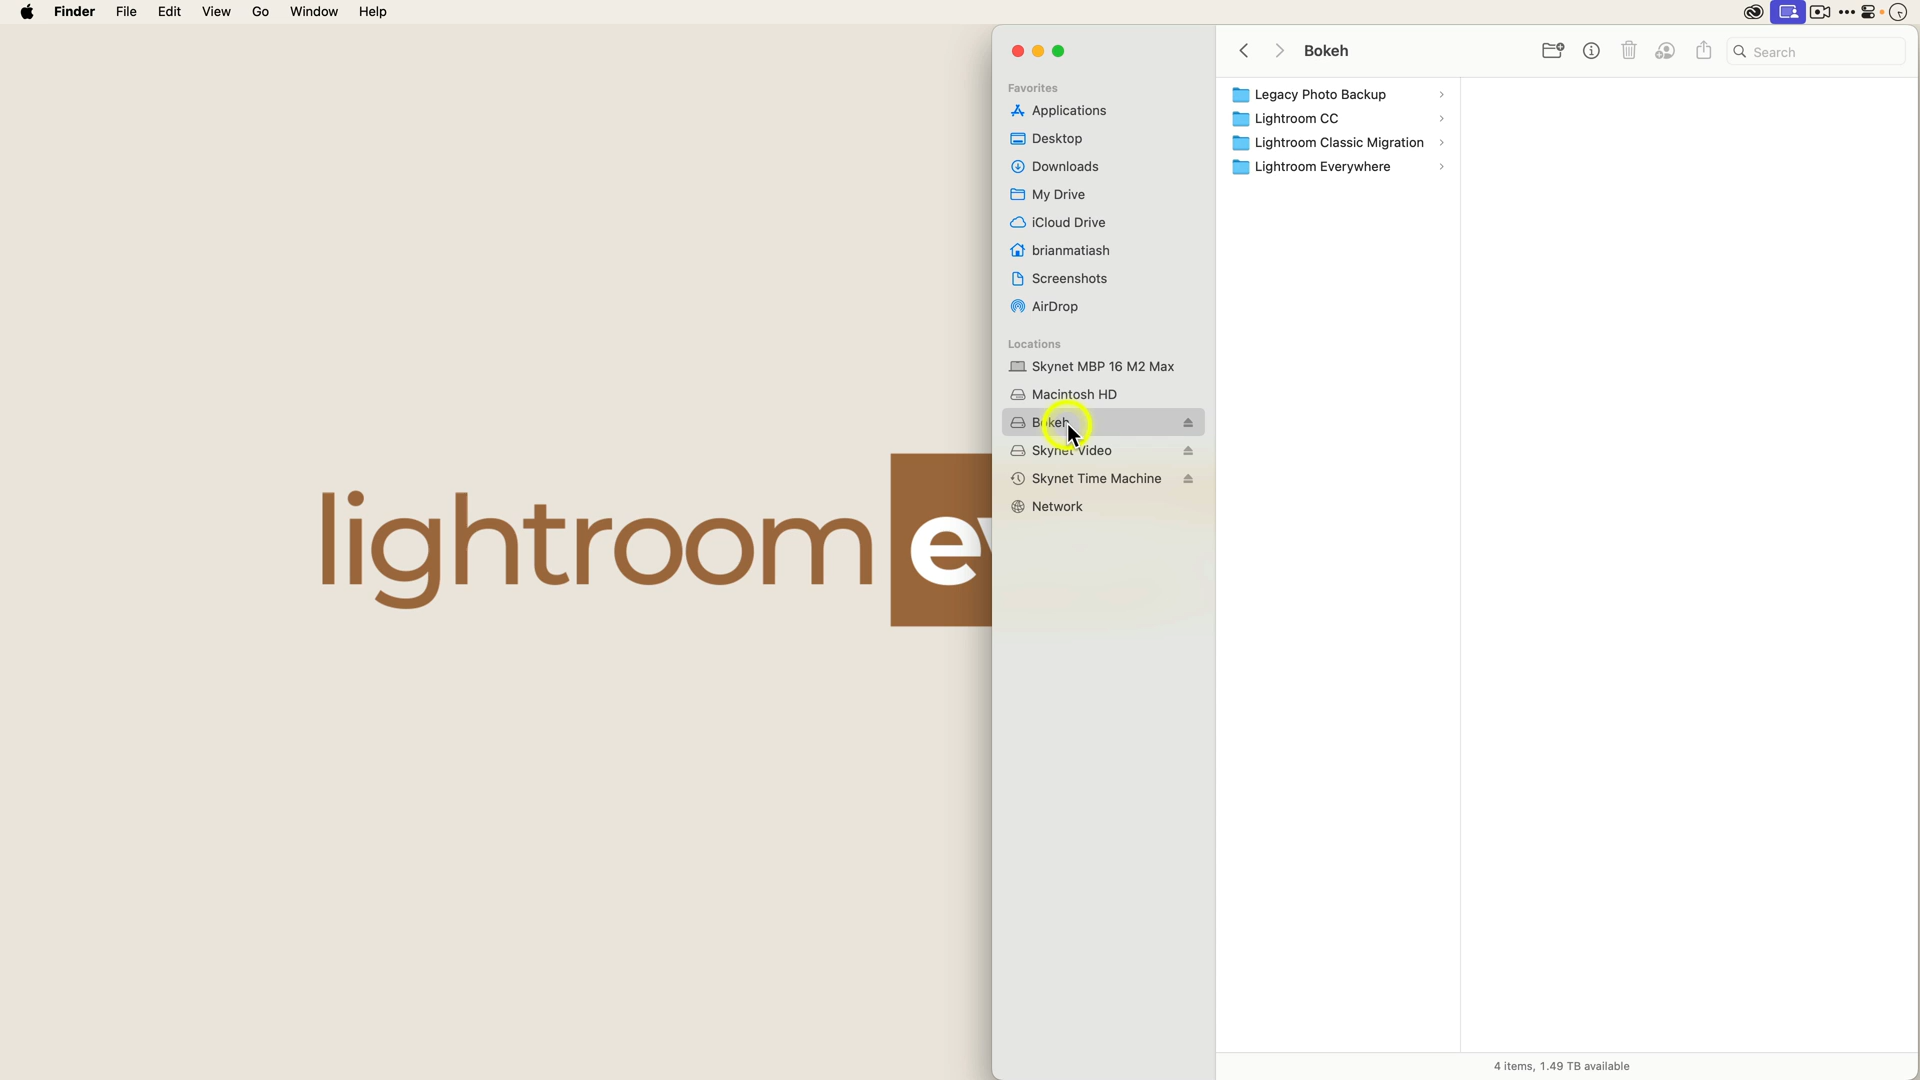 Finder File Edit View Go Window Help
lightroom ev
Bokeh
Search
Favorites
Applications
Desktop
Downloads
My Drive
iCloud Drive
brianmatiash
Screenshots
AirDrop
Locations
Skynet MBP 16 M2 Max
Macintosh HD
Bokeh
Skynet Video
Skynet Time Machine
Network
Legacy Photo Backup
Lightroom CC
Lightroom Classic Migration
Lightroom Everywhere
4 items, 1.49 TB available